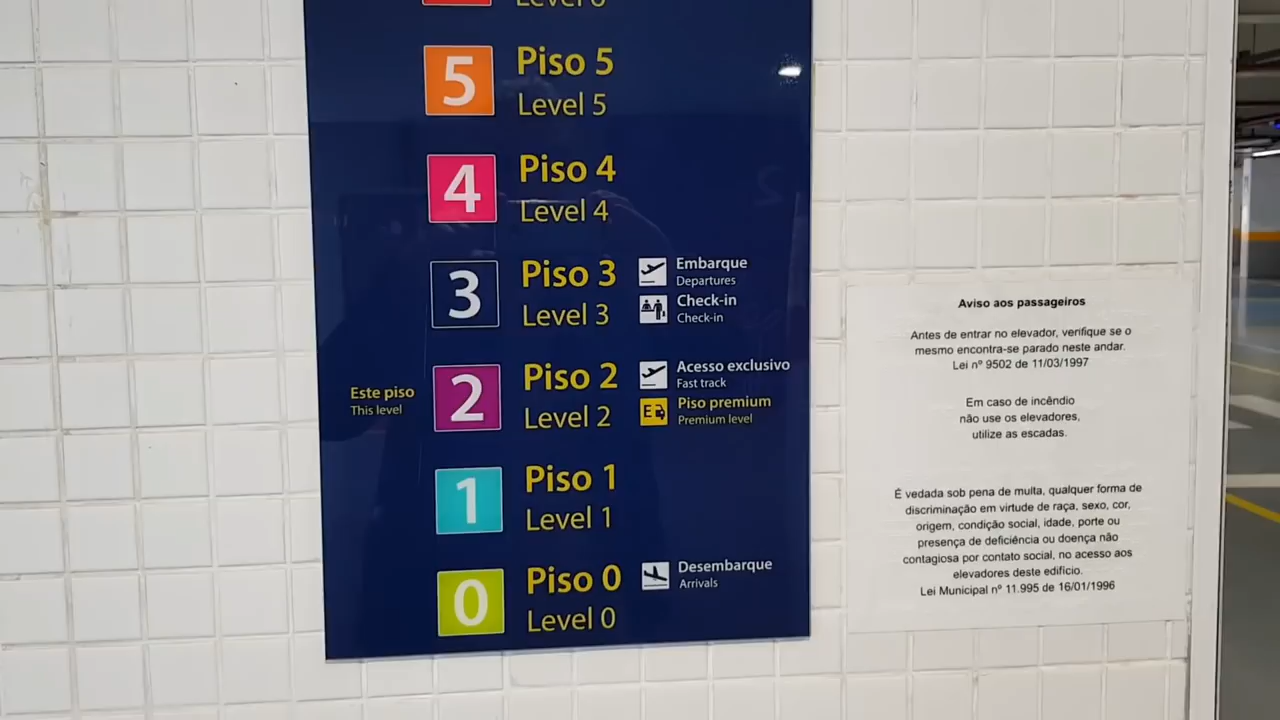 Level 6
5
Piso 5
Level 5
4
Piso 4
Level 4
3
Piso 3
Level 3
Embarque
Departures
Check-in
Check-in
Este piso
This level
2
Piso 2
Level 2
Acesso exclusivo
Fast track
E
Piso premium
Premium level
1
Piso 1
Level 1
0
Piso 0
Level 0
Desembarque
Arrivals
Aviso aos passageiros
Antes de entrar no elevador, verifique se o
mesmo encontra-se parado neste andar.
Lei nº 9502 de 11/03/1997
Em caso de incêndio
não use os elevadores,
utilize as escadas.
É vedada sob pena de multa, qualquer forma de
discriminação em virtude de raça, sexo, cor,
origem, condição social, idade, porte ou
presença de deficiência ou doença não
contagiosa por contato social, no acesso aos
elevadores deste edifício.
Lei Municipal nº 11.995 de 16/01/1996